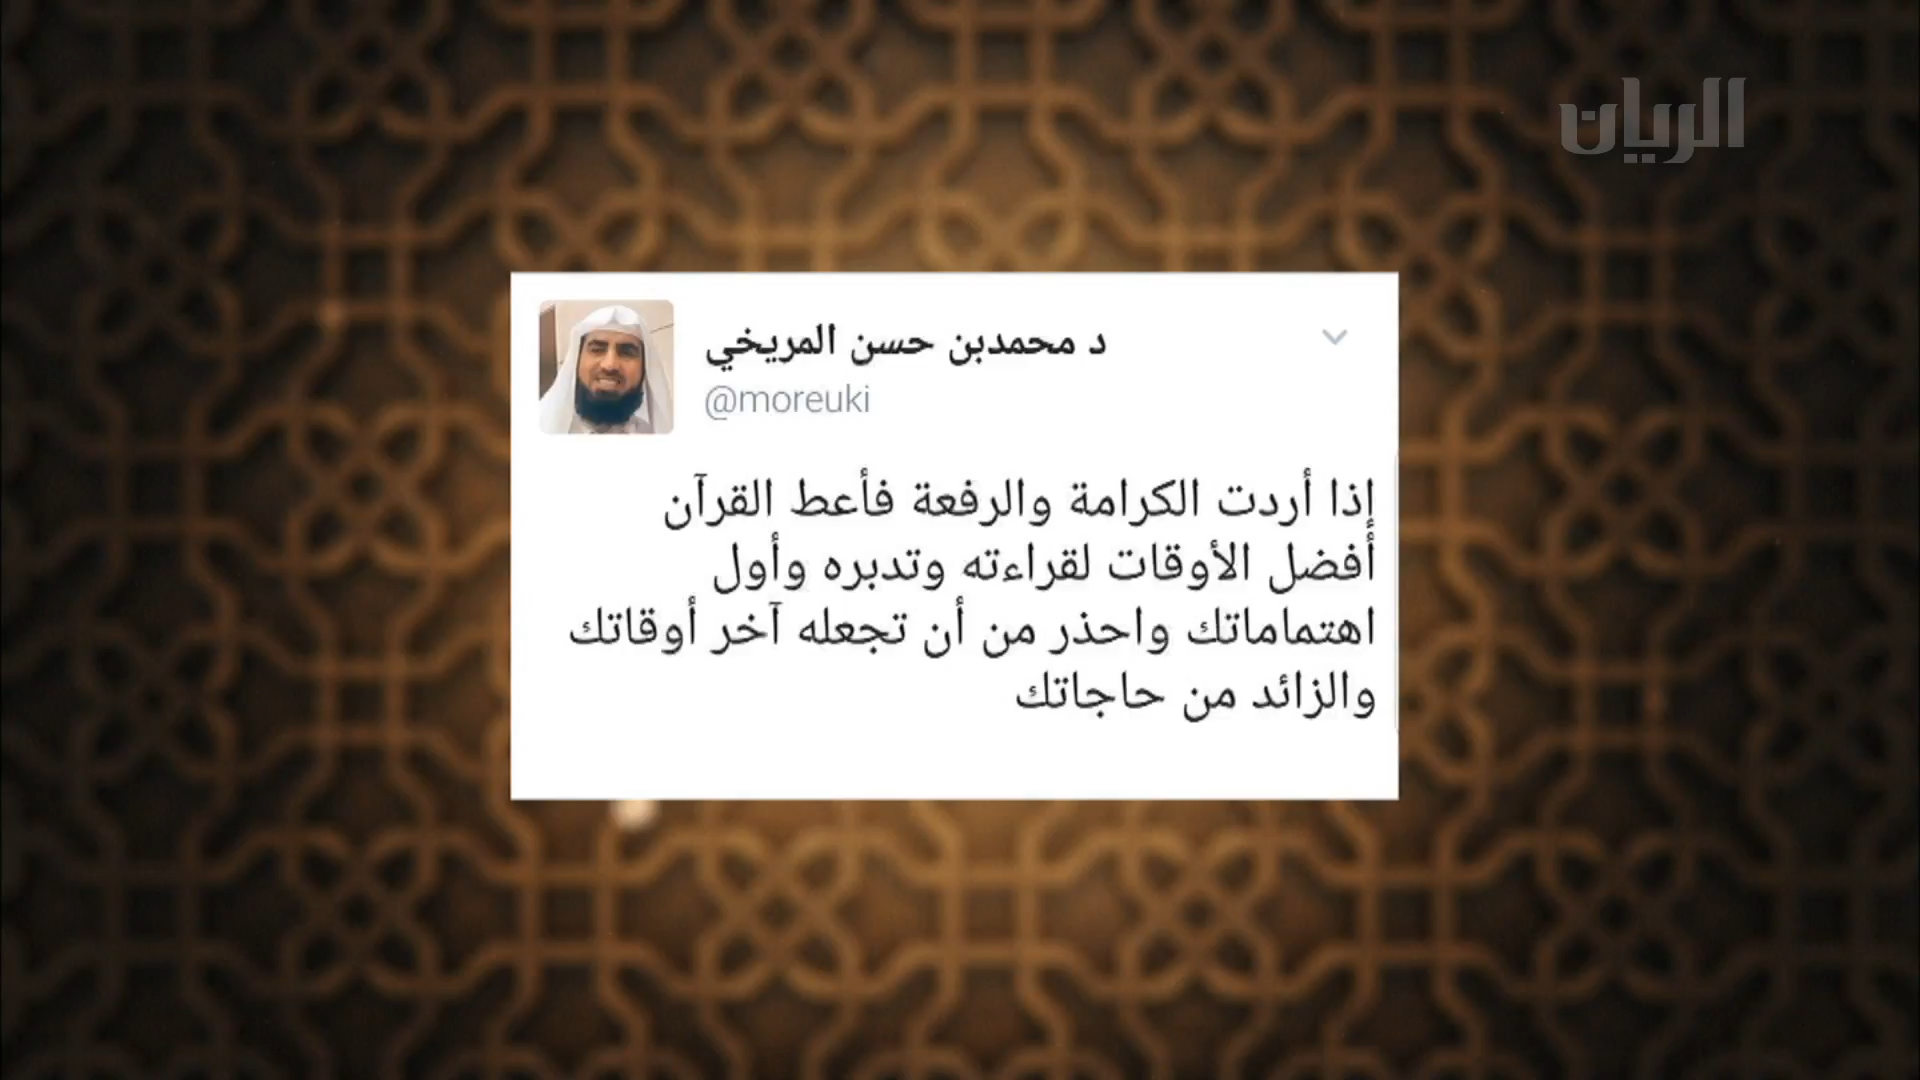 الريان
د محمدبن حسن المريخي
@moreuki
إذا أردت الكرامة والرفعة فأعط القرآن
أفضل الأوقات لقراءته وتدبره وأول
اهتماماتك واحذر من أن تجعله آخر أوقاتك
والزائد من حاجاتك